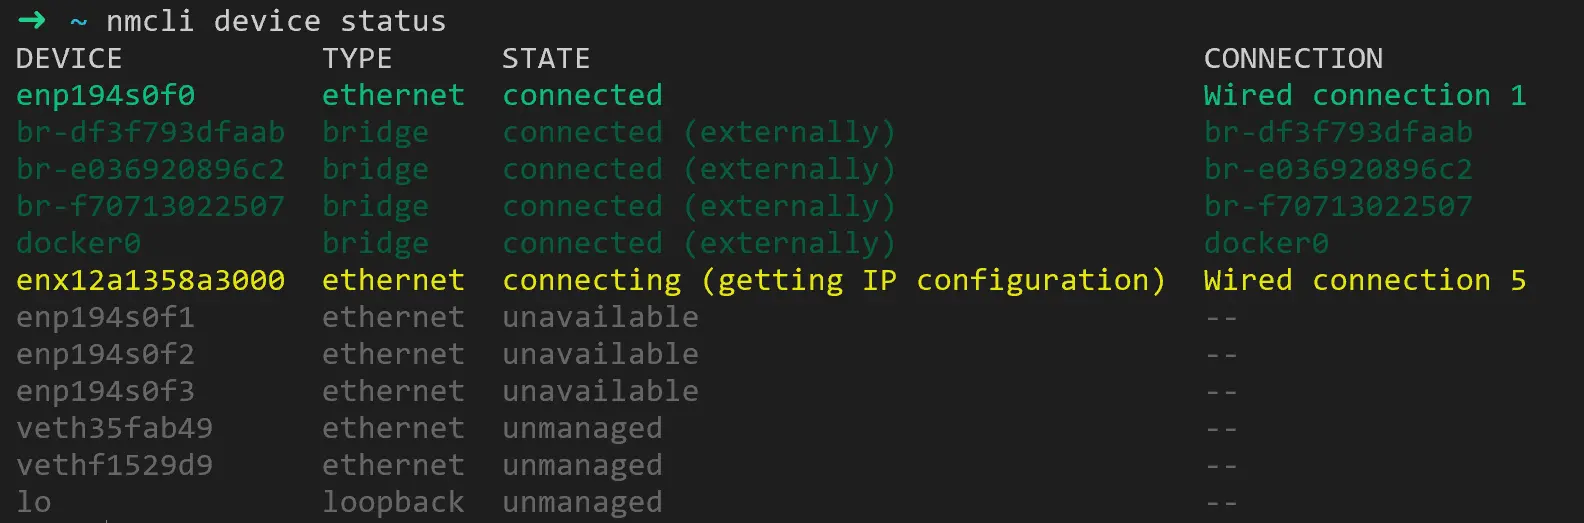 ➜ ~ nmcli device status
DEVICE TYPE STATE CONNECTION
enp194s0f0 ethernet connected Wired connection 1
br-df3f793dfaab bridge connected (externally) br-df3f793dfaab
br-e036920896c2 bridge connected (externally) br-e036920896c2
br-f70713022507 bridge connected (externally) br-f70713022507
docker0 bridge connected (externally) docker0
enx12a1358a3000 ethernet connecting (getting IP configuration) Wired connection 5
enp194s0f1 ethernet unavailable --
enp194s0f2 ethernet unavailable --
enp194s0f3 ethernet unavailable --
veth35fab49 ethernet unmanaged --
vethf1529d9 ethernet unmanaged --
lo loopback unmanaged --